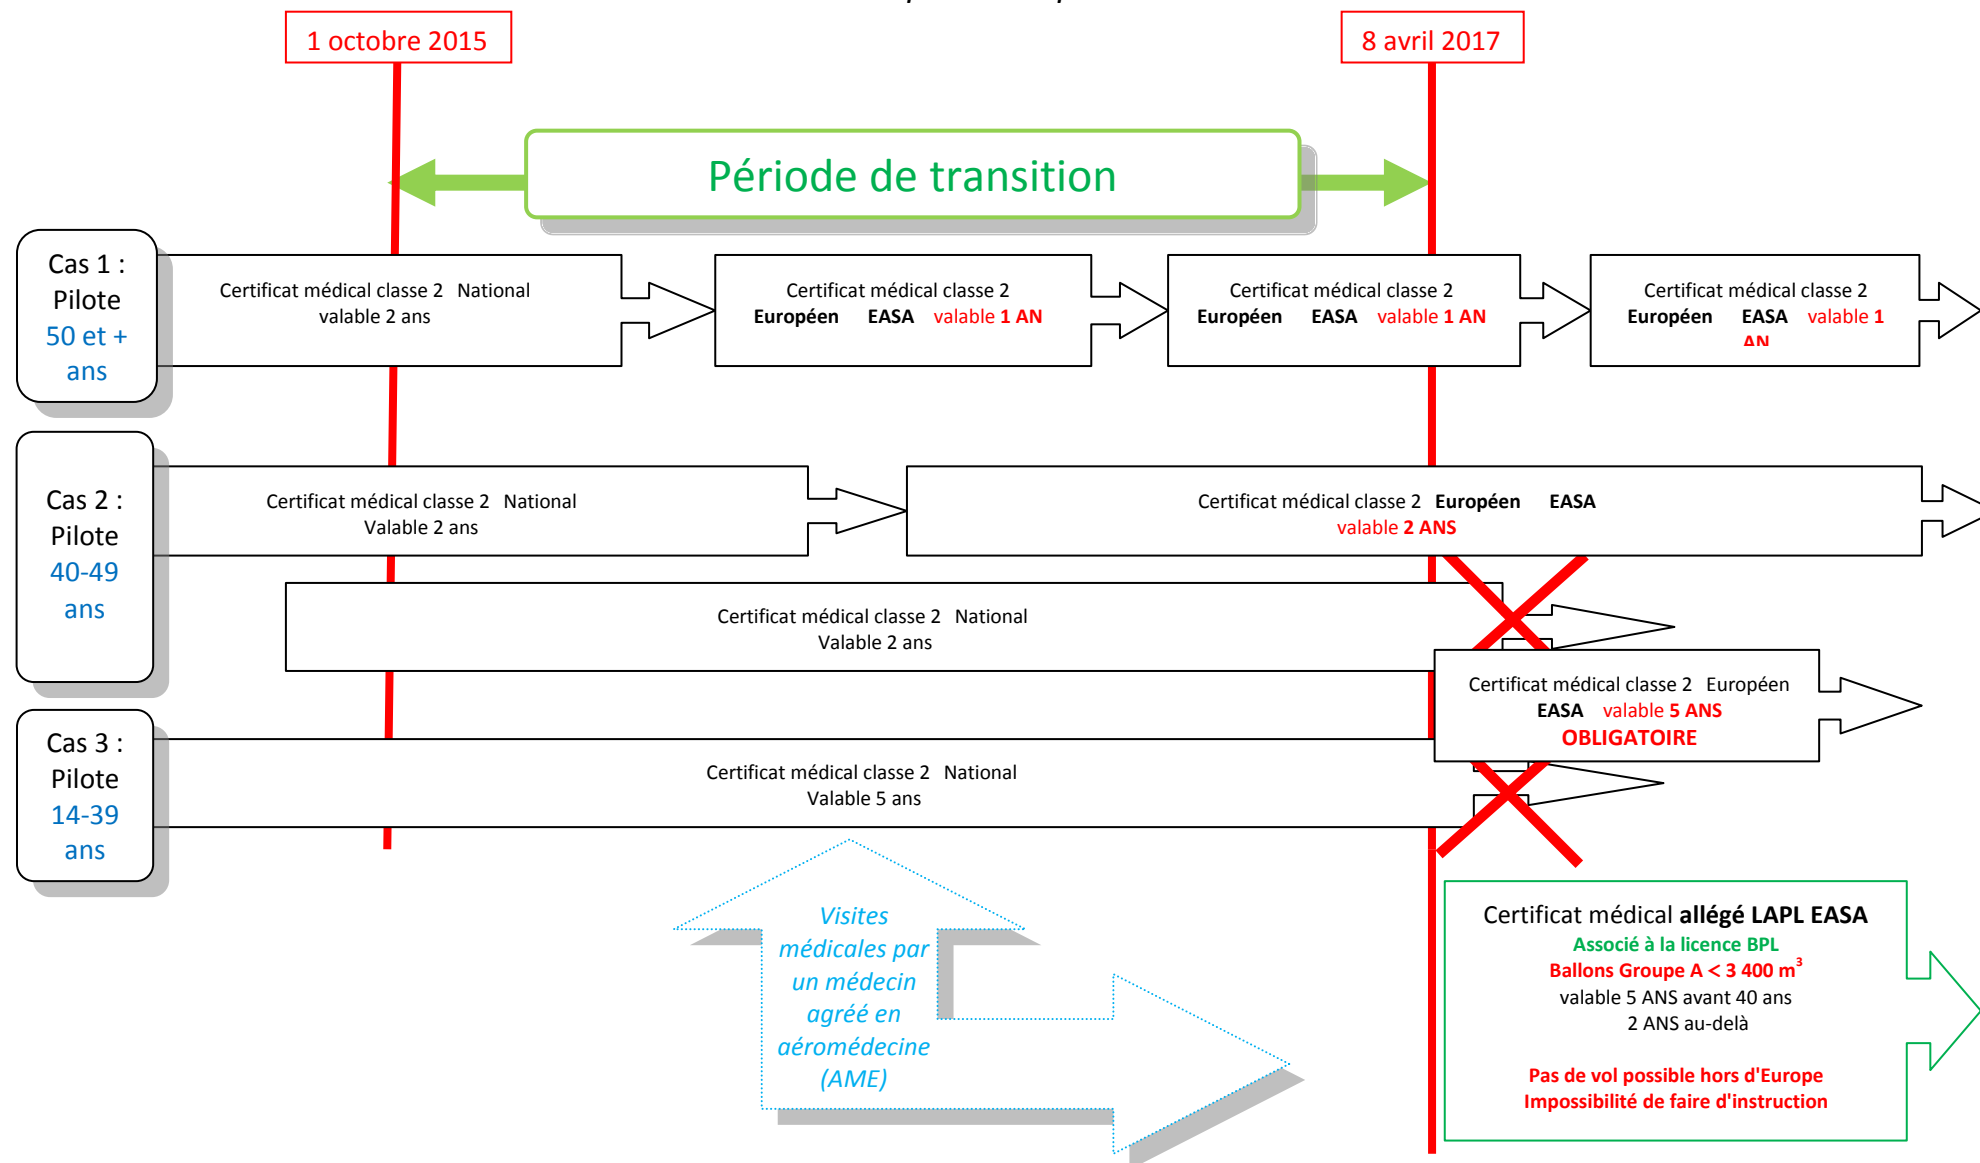 1 octobre 2015
8 avril 2017
Période de transition
Cas 1 :
Pilote
50 et +
ans
Certificat médical classe 2 National
valable 2 ans
Certificat médical classe 2
Européen EASA valable 1 AN
Certificat médical classe 2
Européen EASA valable 1 AN
Certificat médical classe 2
Européen EASA valable 1
AN
Cas 2 :
Pilote
40-49
ans
Certificat médical classe 2 National
Valable 2 ans
Certificat médical classe 2 Européen EASA
valable 2 ANS
Certificat médical classe 2 National
Valable 2 ans
Certificat médical classe 2 Européen
EASA valable 5 ANS
OBLIGATOIRE
Cas 3 :
Pilote
14-39
ans
Certificat médical classe 2 National
Valable 5 ans
Visites
médicales par
un médecin
agréé en
aéromédecine
(AME)
Certificat médical allégé LAPL EASA
Associé à la licence BPL
Ballons Groupe A < 3 400 m³
valable 5 ANS avant 40 ans
2 ANS au-delà
Pas de vol possible hors d'Europe
Impossibilité de faire d'instruction